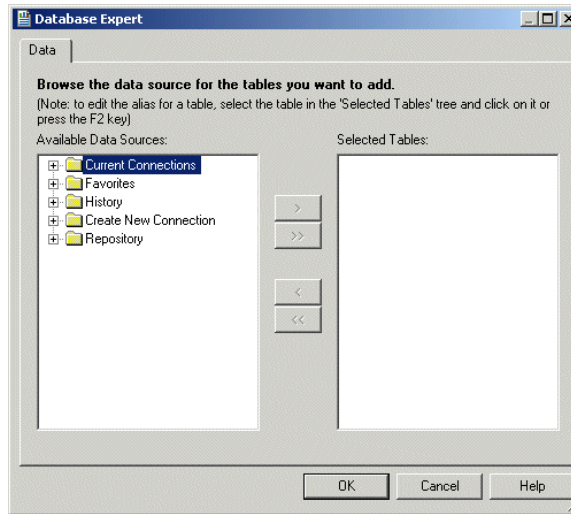 Database Expert
Data
Browse the data source for the tables you want to add.
(Note: to edit the alias for a table, select the table in the 'Selected Tables' tree and click on it or
press the F2 key)
Available Data Sources:
Selected Tables:
Current Connections
Favorites
History
Create New Connection
Repository
>
>>
<
<<
OK
Cancel
Help